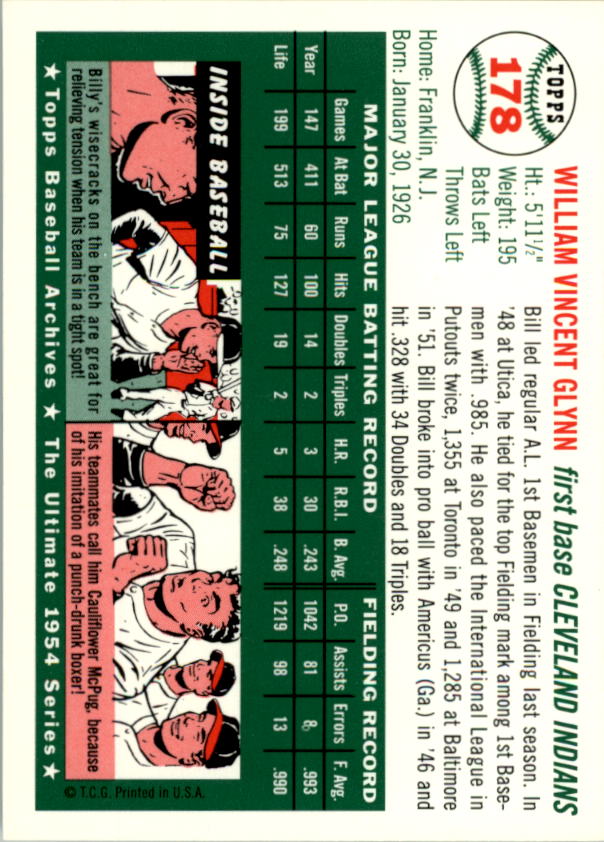 TOPPS
178
WILLIAM VINCENT GLYNN first base CLEVELAND INDIANS
Ht.: 5'11½"
Weight: 195
Bats Left
Throws Left
Home: Franklin, N.J.
Born: January 30, 1926
Bill led regular A.L. 1st Basemen in Fielding last season. In
'48 at Utica, he tied for the top Fielding mark among 1st Base-
men with .985. He also paced the International League in
Putouts twice, 1,355 at Toronto in '49 and 1,285 at Baltimore
in '51. Bill broke into pro ball with Americus (Ga.) in '46 and
hit .328 with 34 Doubles and 18 Triples.
MAJOR LEAGUE BATTING RECORD FIELDING RECORD
Year Games At Bat Runs Hits Doubles Triples H.R. R.B.I. B. Avg. P.O. Assists Errors F. Avg.
Year 147 411 60 100 14 2 3 30 .243 1042 81 8 .993
Life 199 513 75 127 19 2 5 38 .248 1219 98 13 .990
INSIDE BASEBALL
Billy's wisecracks on the bench are great for
relieving tension when his team is in a tight spot!
His teammates call him Cauliflower McPug, because
of his imitation of a punch-drunk boxer!
★ Topps Baseball Archives ★ The Ultimate 1954 Series ★
© T.C.G. Printed in U.S.A.